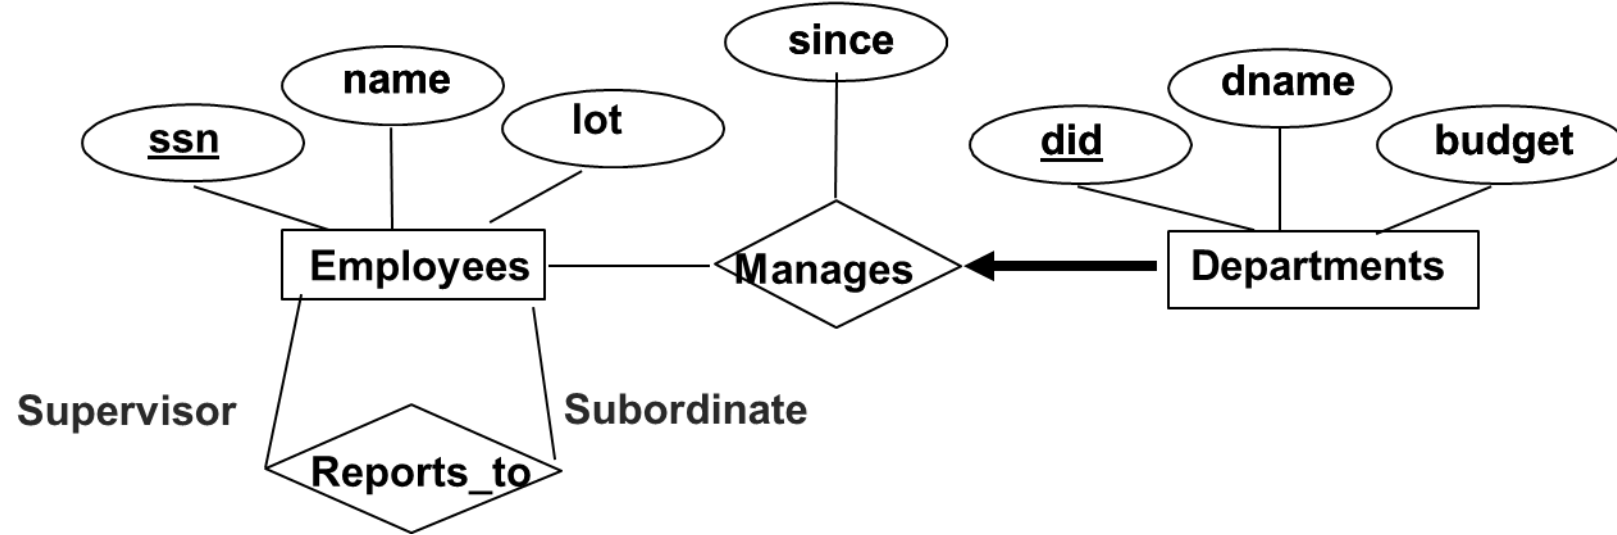 since
name
dname
lot
ssn
did
budget
Employees
Manages
Departments
Supervisor
Subordinate
Reports_to